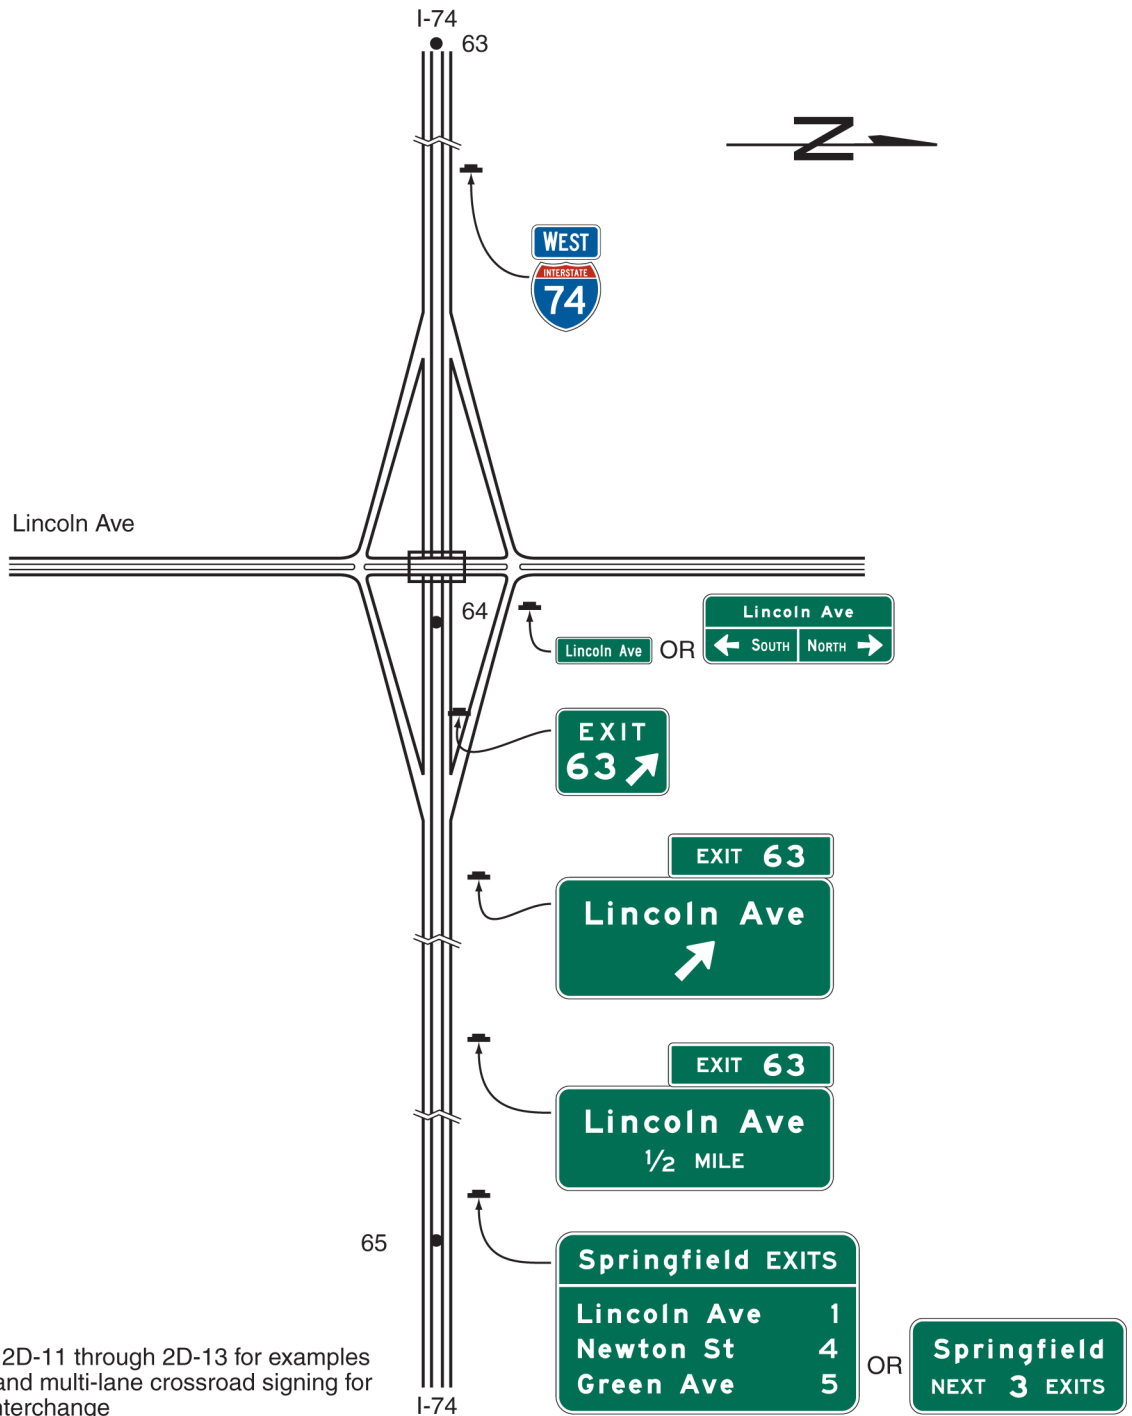 I-74
63
N
WEST
INTERSTATE
74
Lincoln Ave
64
Lincoln Ave
OR
Lincoln Ave
SOUTH
NORTH
EXIT
63
EXIT 63
Lincoln Ave
EXIT 63
Lincoln Ave
1/2 MILE
65
Springfield EXITS
Lincoln Ave 1
Newton St 4
Green Ave 5
OR
Springfield
NEXT 3 EXITS
2D-11 through 2D-13 for examples
and multi-lane crossroad signing for
nterchange
I-74